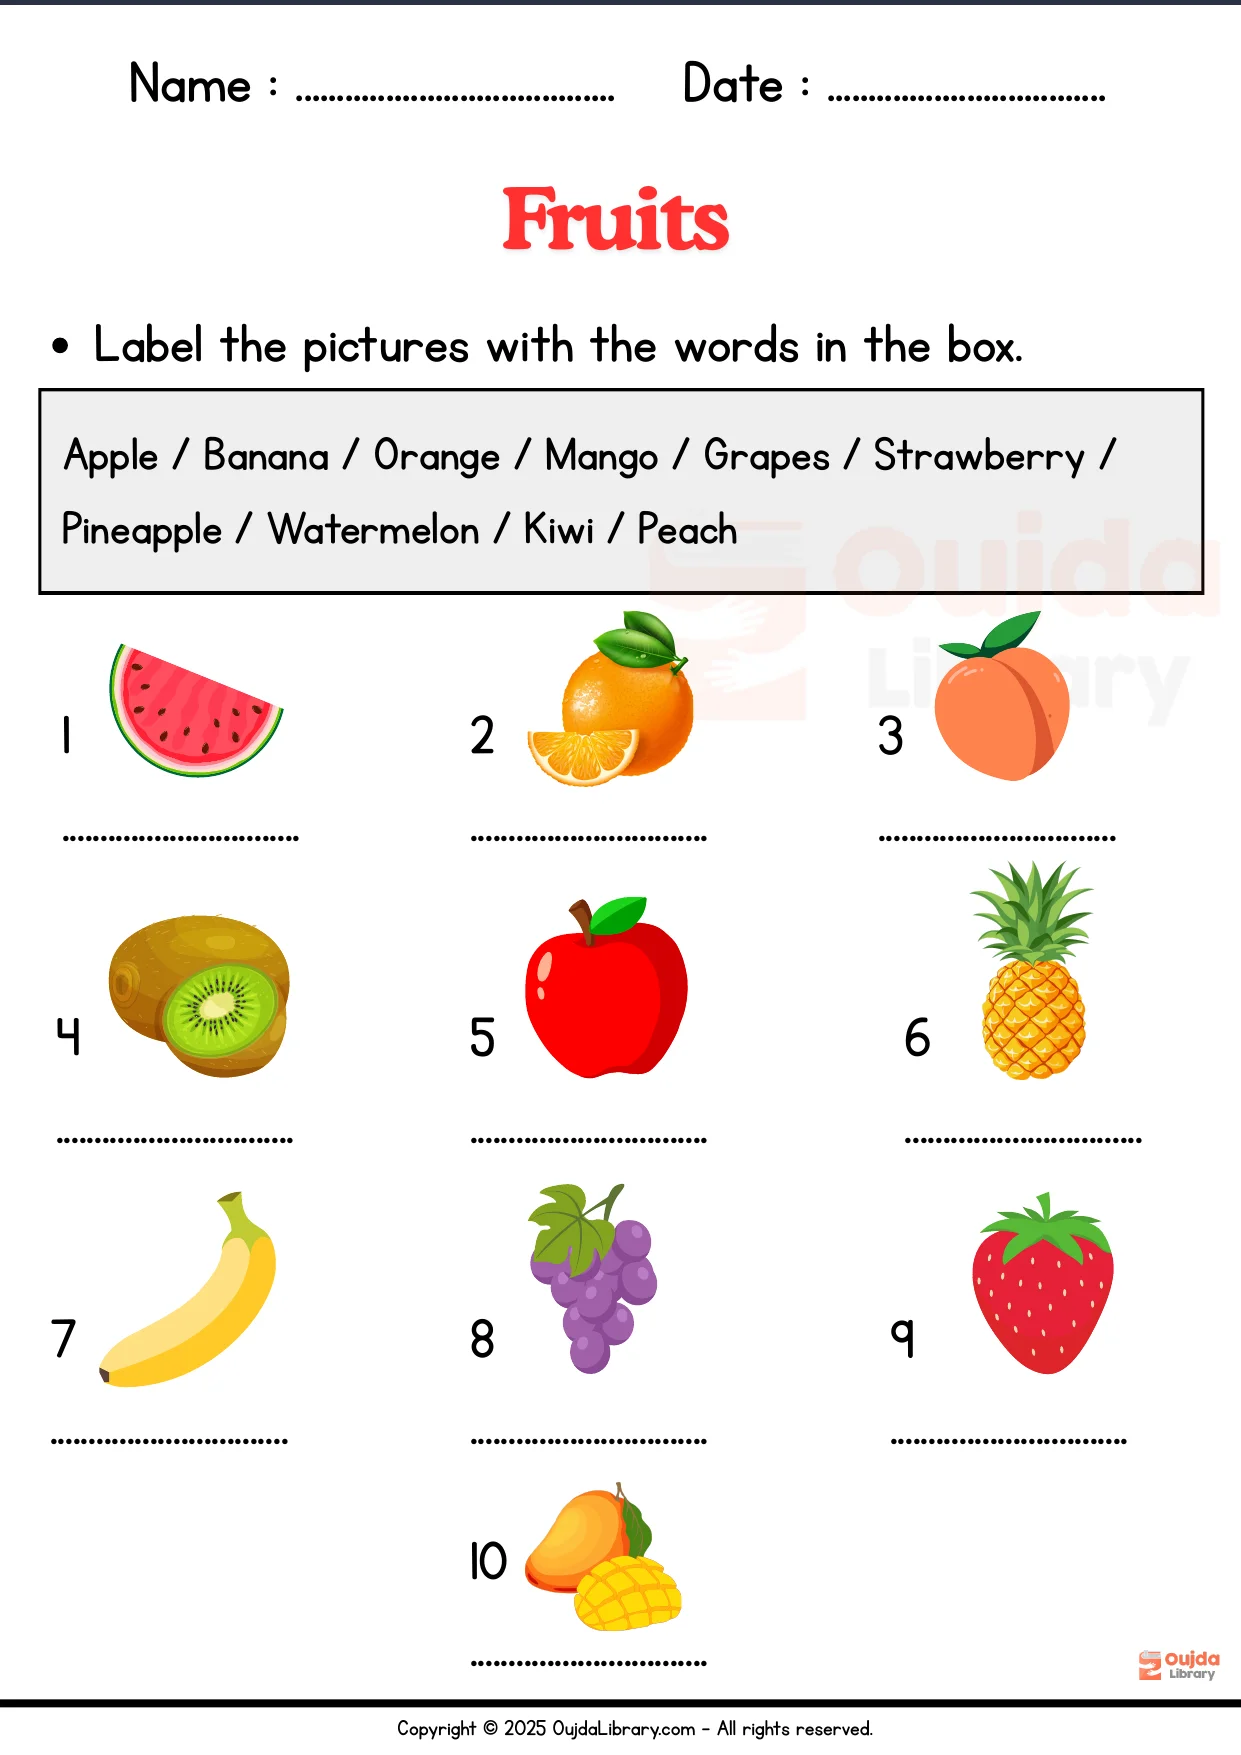 Name : ........................................ Date : ...................................
Fruits
• Label the pictures with the words in the box.
Apple / Banana / Orange / Mango / Grapes / Strawberry /
Pineapple / Watermelon / Kiwi / Peach
Oujda
Library
1 2 3
.............................. .............................. ..............................
4 5 6
.............................. .............................. ..............................
7 8 9
.............................. .............................. ..............................
10
..............................
Oujda
Library
Copyright © 2025 OujdaLibrary.com - All rights reserved.